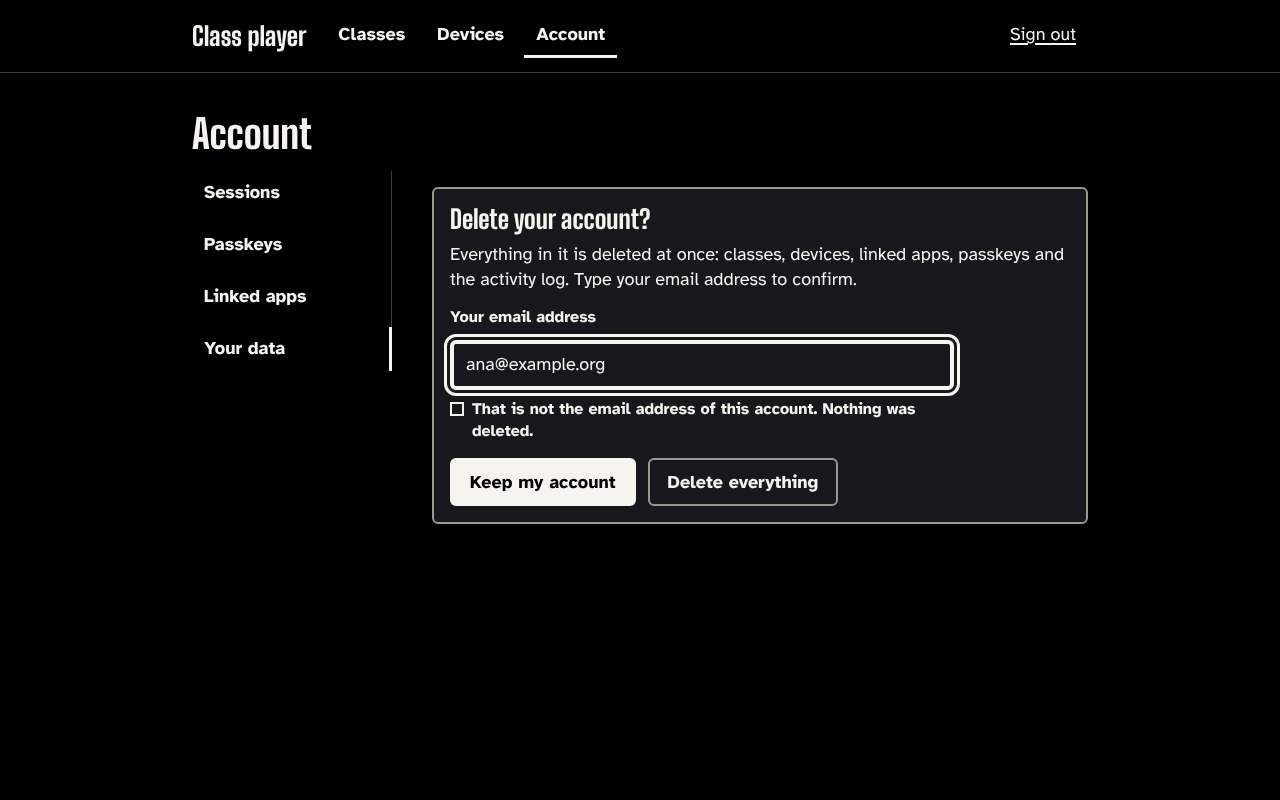 Class player
Classes
Devices
Account
Sign out
Account
Sessions
Passkeys
Linked apps
Your data
Delete your account?
Everything in it is deleted at once: classes, devices, linked apps, passkeys and
the activity log. Type your email address to confirm.
Your email address
ana@example.org
That is not the email address of this account. Nothing was
deleted.
Keep my account
Delete everything